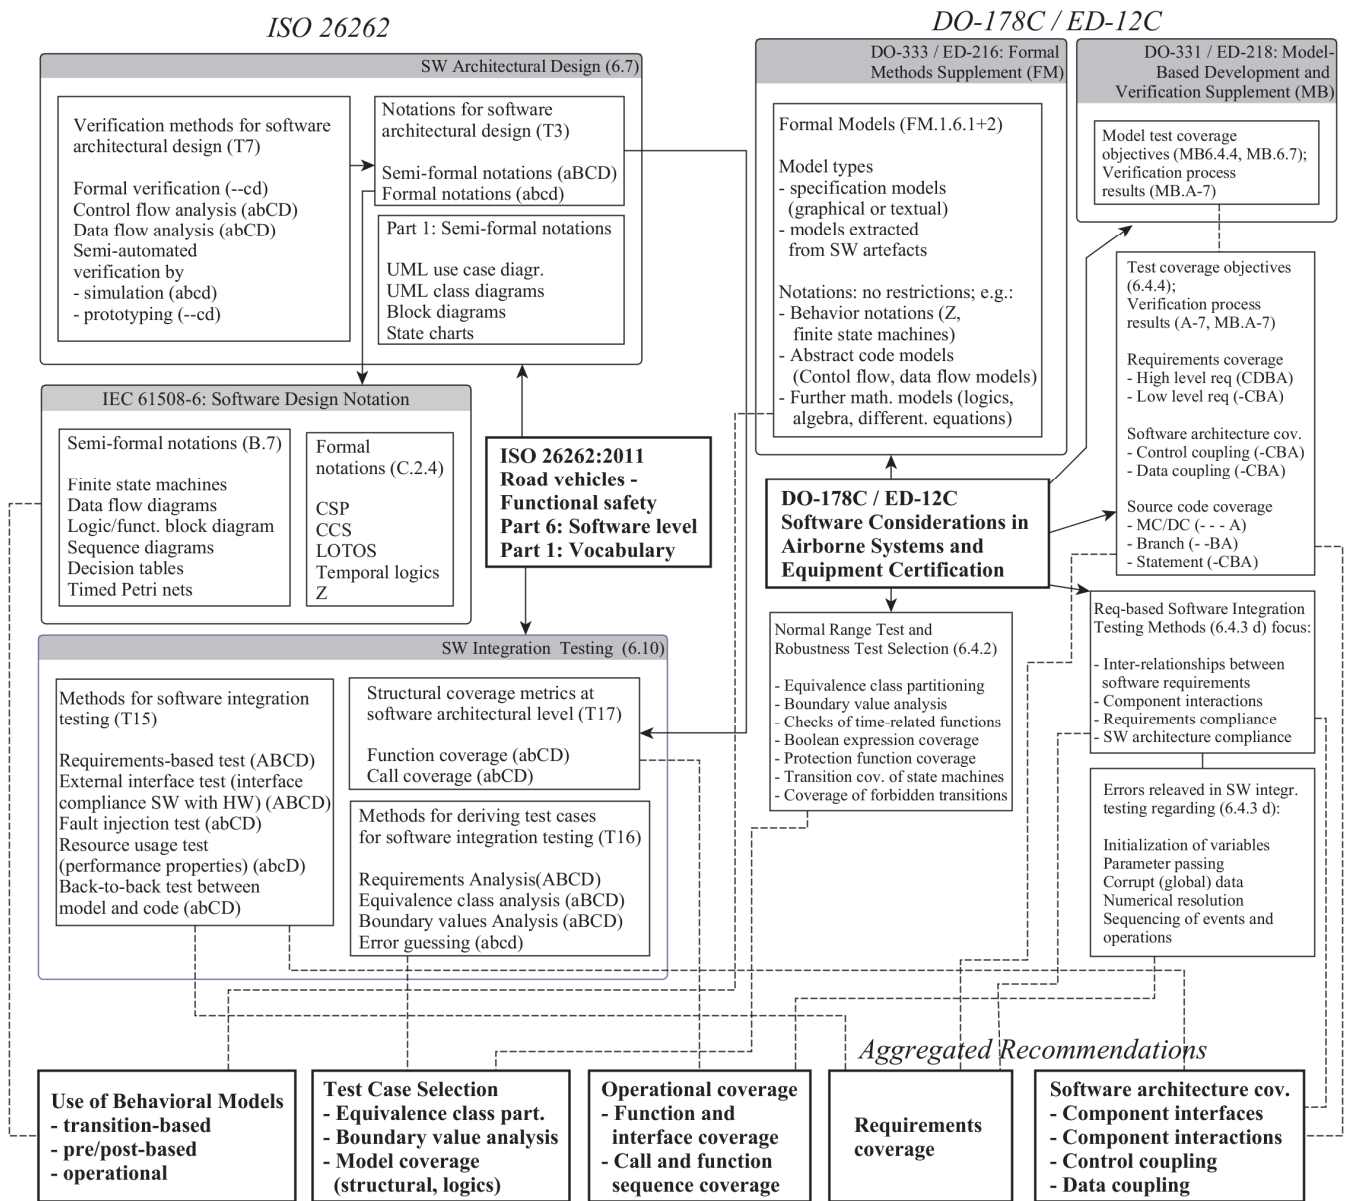 ISO 26262
DO-178C / ED-12C
SW Architectural Design (6.7)
Verification methods for software
architectural design (T7)
Formal verification (--cd)
Control flow analysis (abCD)
Data flow analysis (abCD)
Semi-automated
verification by
- simulation (abcd)
- prototyping (--cd)
Notations for software
architectural design (T3)
Semi-formal notations (aBCD)
Formal notations (abcd)
Part 1: Semi-formal notations
UML use case diagr.
UML class diagrams
Block diagrams
State charts
IEC 61508-6: Software Design Notation
Semi-formal notations (B.7)
Finite state machines
Data flow diagrams
Logic/funct. block diagram
Sequence diagrams
Decision tables
Timed Petri nets
Formal
notations (C.2.4)
CSP
CCS
LOTOS
Temporal logics
Z
ISO 26262:2011
Road vehicles -
Functional safety
Part 6: Software level
Part 1: Vocabulary
SW Integration Testing (6.10)
Methods for software integration
testing (T15)
Requirements-based test (ABCD)
External interface test (interface
compliance SW with HW) (ABCD)
Fault injection test (abCD)
Resource usage test
(performance properties) (abcD)
Back-to-back test between
model and code (abCD)
Structural coverage metrics at
software architectural level (T17)
Function coverage (abCD)
Call coverage (abCD)
Methods for deriving test cases
for software integration testing (T16)
Requirements Analysis(ABCD)
Equivalence class analysis (aBCD)
Boundary values Analysis (aBCD)
Error guessing (abcd)
DO-333 / ED-216: Formal
Methods Supplement (FM)
Formal Models (FM.1.6.1+2)
Model types
- specification models
(graphical or textual)
- models extracted
from SW artefacts
Notations: no restrictions; e.g.:
- Behavior notations (Z,
finite state machines)
- Abstract code models
(Contol flow, data flow models)
- Further math. models (logics,
algebra, different. equations)
DO-331 / ED-218: Model-
Based Development and
Verification Supplement (MB)
Model test coverage
objectives (MB6.4.4, MB.6.7);
Verification process
results (MB.A-7)
Test coverage objectives
(6.4.4);
Verification process
results (A-7, MB.A-7)
Requirements coverage
- High level req (CDBA)
- Low level req (-CBA)
Software architecture cov.
- Control coupling (-CBA)
- Data coupling (-CBA)
Source code coverage
- MC/DC (- - - A)
- Branch (- -BA)
- Statement (-CBA)
DO-178C / ED-12C
Software Considerations in
Airborne Systems and
Equipment Certification
Normal Range Test and
Robustness Test Selection (6.4.2)
- Equivalence class partitioning
- Boundary value analysis
- Checks of time-related functions
- Boolean expression coverage
- Protection function coverage
- Transition cov. of state machines
- Coverage of forbidden transitions
Req-based Software Integration
Testing Methods (6.4.3 d) focus:
- Inter-relationships between
software requirements
- Component interactions
- Requirements compliance
- SW architecture compliance
Errors releaved in SW integr.
testing regarding (6.4.3 d):
Initialization of variables
Parameter passing
Corrupt (global) data
Numerical resolution
Sequencing of events and
operations
Aggregated Recommendations
Use of Behavioral Models
- transition-based
- pre/post-based
- operational
Test Case Selection
- Equivalence class part.
- Boundary value analysis
- Model coverage
(structural, logics)
Operational coverage
- Function and
interface coverage
- Call and function
sequence coverage
Requirements
coverage
Software architecture cov.
- Component interfaces
- Component interactions
- Control coupling
- Data coupling